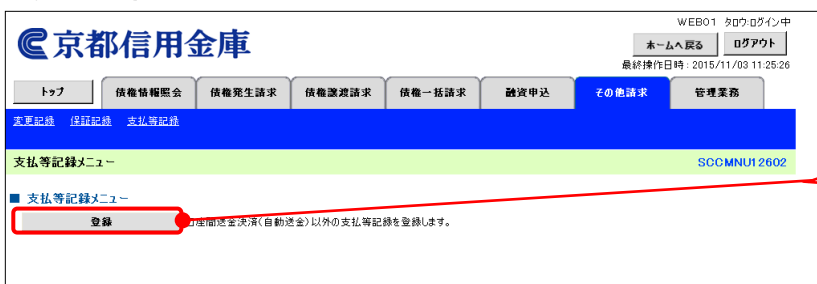 WEB01 タロウ:ログイン中
京都信用金庫
ホームへ戻る ログアウト
最終操作日時：2015/11/03 11:25:26
トップ 債権情報照会 債権発生請求 債権譲渡請求 債権一括請求 融資申込 その他請求 管理業務
変更記録 保証記録 支払等記録
支払等記録メニュー SCCMNU12602
■ 支払等記録メニュー
登録 座間送金決済(自動送金)以外の支払等記録を登録します。